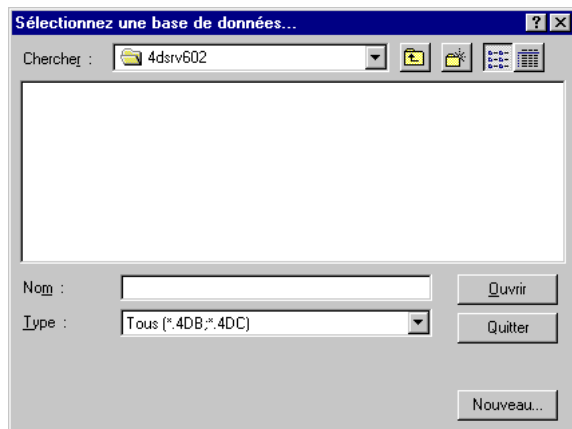 Sélectionnez une base de données...
Chercher :
4dsrv602
Nom :
Ouvrir
Type :
Tous (*.4DB;*.4DC)
Quitter
Nouveau...